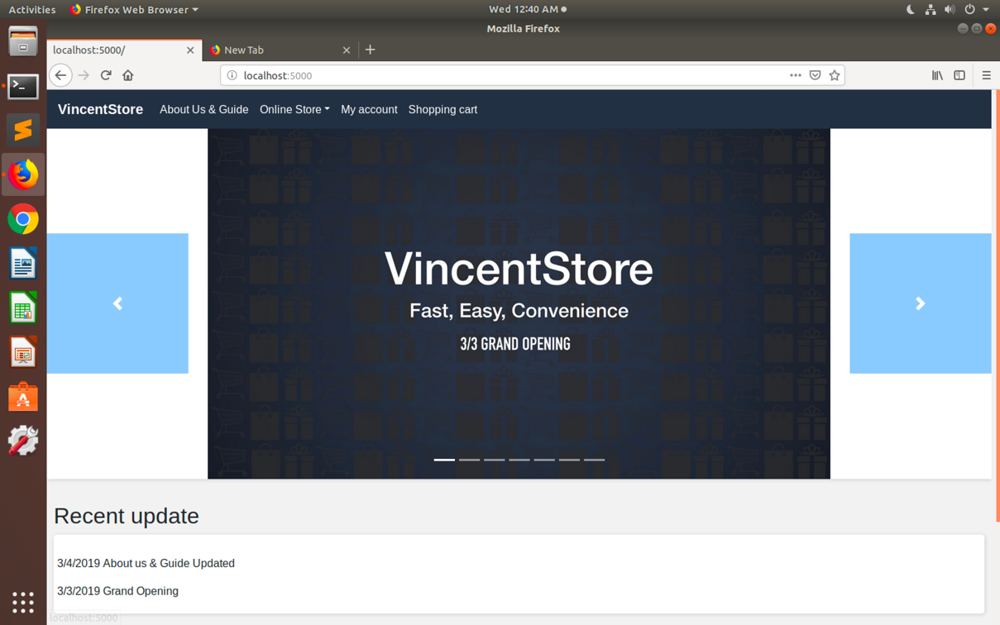 Activities Firefox Web Browser Wed 12:40 AM
Mozilla Firefox
localhost:5000/ New Tab
localhost:5000
VincentStore About Us & Guide Online Store My account Shopping cart
VincentStore
Fast, Easy, Convenience
3/3 GRAND OPENING
Recent update
3/4/2019 About us & Guide Updated
3/3/2019 Grand Opening
localhost:5000